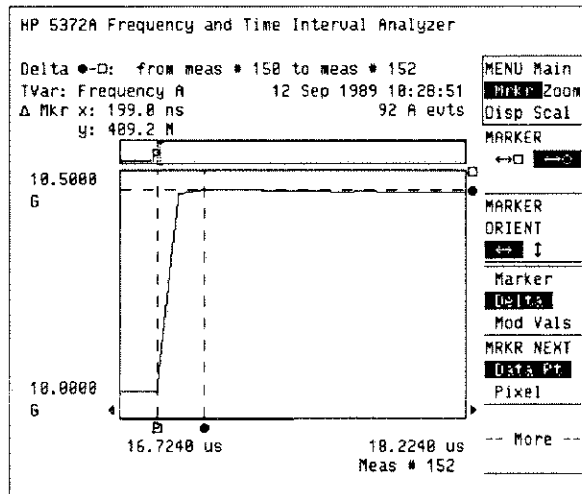 HP 5372A Frequency and Time Interval Analyzer
Delta ●-□: from meas # 150 to meas # 152
TVar: Frequency A 12 Sep 1989 10:28:51
Δ Mkr x: 199.0 ns 92 A evts
y: 409.2 M
10.5000
G
10.0000
G
16.7240 us 18.2240 us
Meas # 152
MENU Main
Mrkr Zoom
Disp Scal
MARKER
↔□ ↔○
MARKER
ORIENT
↔ ↕
Marker
Delta
Mod Vals
MRKR NEXT
Data Pt
Pixel
-- More --